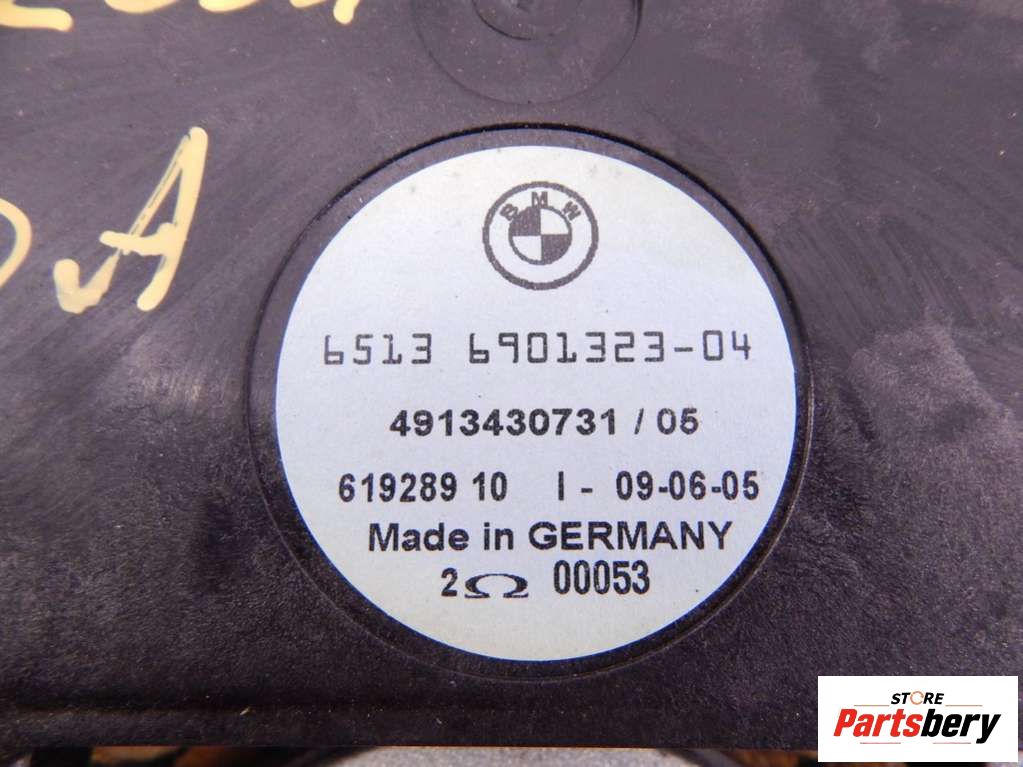 A
BMW
6513 6901323-04
4913430731 / 05
619289 10 I - 09-06-05
Made in GERMANY
2Ω 00053
STORE
Partsbery